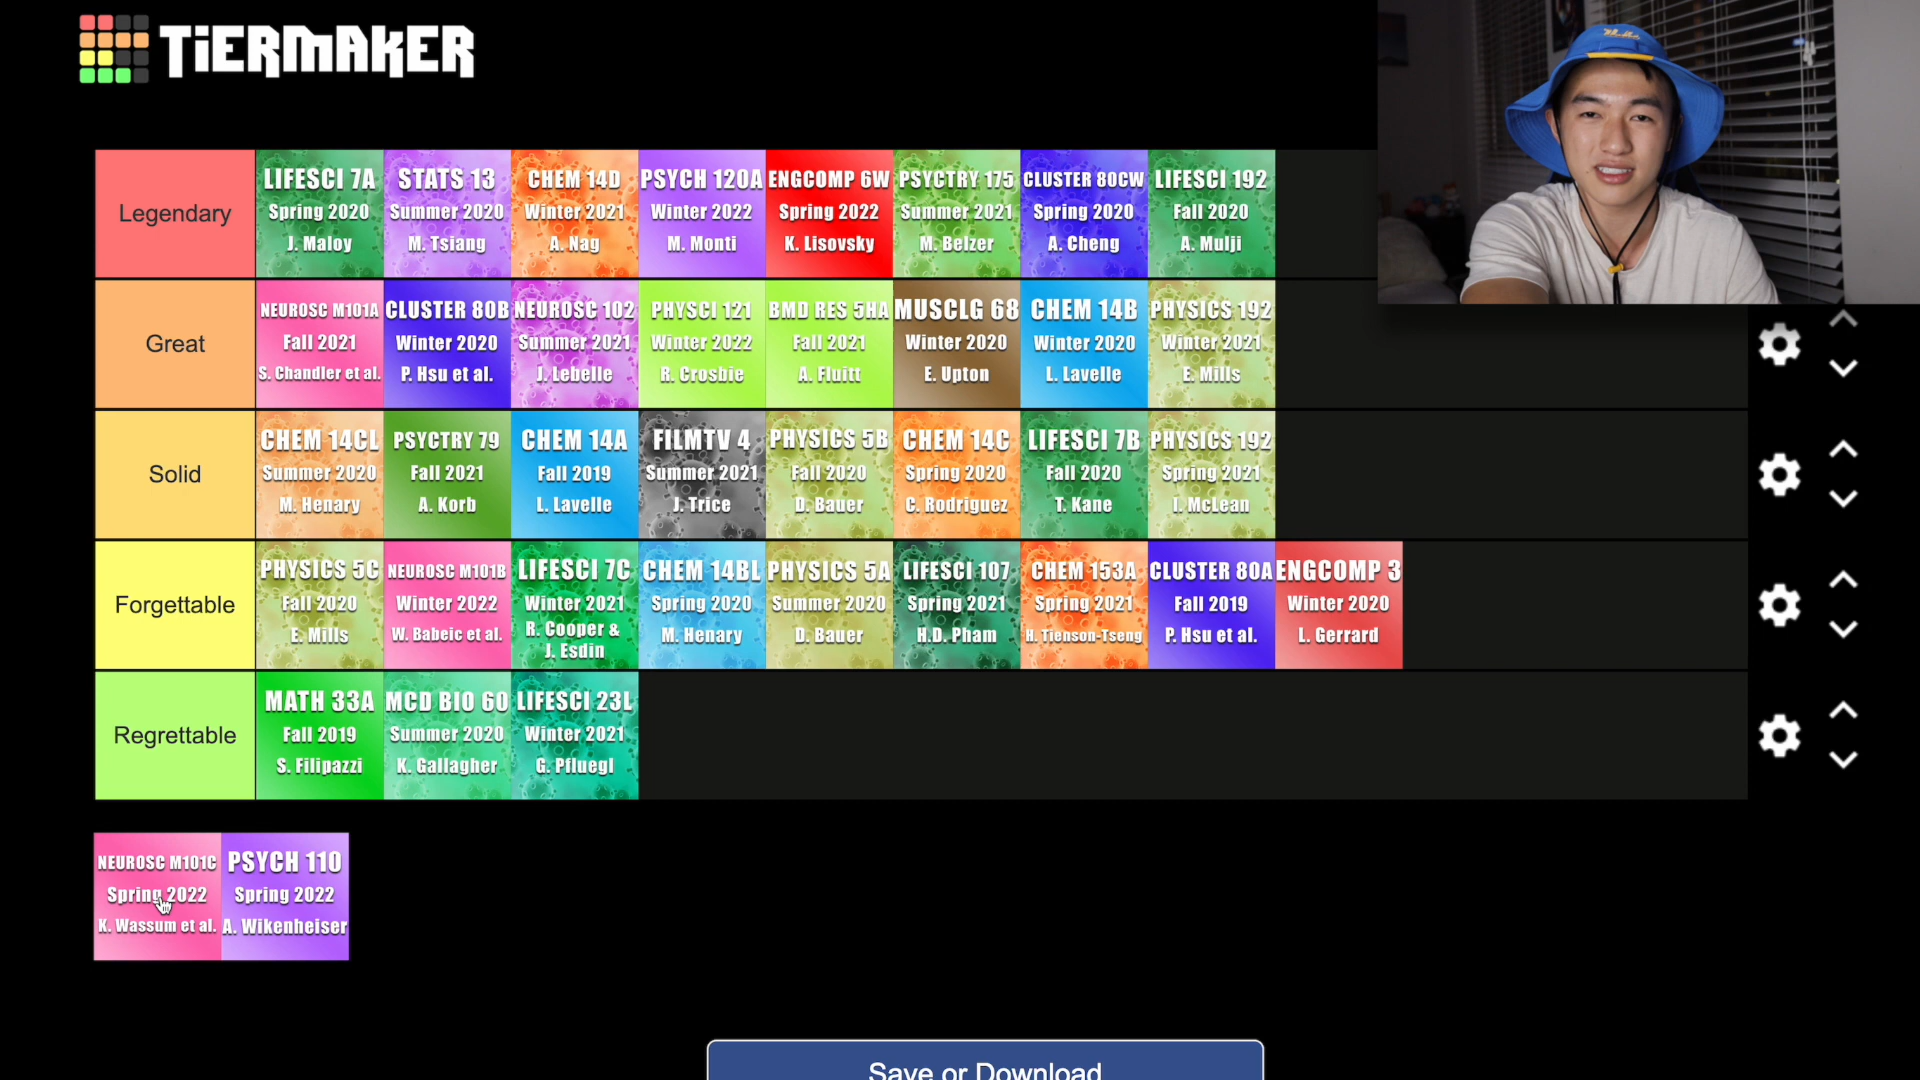 TiERMAKER
Legendary
LIFESCI 7A
Spring 2020
J. Maloy
STATS 13
Summer 2020
M. Tsiang
CHEM 14D
Winter 2021
A. Nag
PSYCH 120A
Winter 2022
M. Monti
ENGCOMP 6W
Spring 2022
K. Lisovsky
PSYCTRY 175
Summer 2021
M. Belzer
CLUSTER 80CW
Spring 2020
A. Cheng
LIFESCI 192
Fall 2020
A. Mulji
Great
NEUROSC M101A
Fall 2021
S. Chandler et al.
CLUSTER 80B
Winter 2020
P. Hsu et al.
NEUROSC 102
Summer 2021
J. Lebelle
PHYSCI 121
Winter 2022
R. Crosbie
BMD RES 5HA
Fall 2021
A. Fluitt
MUSCLG 68
Winter 2020
E. Upton
CHEM 14B
Winter 2020
L. Lavelle
PHYSICS 192
Winter 2021
E. Mills
Solid
CHEM 14CL
Summer 2020
M. Henary
PSYCTRY 79
Fall 2021
A. Korb
CHEM 14A
Fall 2019
L. Lavelle
FILMTV 4
Summer 2021
J. Trice
PHYSICS 5B
Fall 2020
D. Bauer
CHEM 14C
Spring 2020
C. Rodriguez
LIFESCI 7B
Fall 2020
T. Kane
PHYSICS 192
Spring 2021
I. McLean
Forgettable
PHYSICS 5C
Fall 2020
E. Mills
NEUROSC M101B
Winter 2022
W. Babeic et al.
LIFESCI 7C
Winter 2021
R. Cooper &
J. Esdin
CHEM 14BL
Spring 2020
M. Henary
PHYSICS 5A
Summer 2020
D. Bauer
LIFESCI 107
Spring 2021
H.D. Pham
CHEM 153A
Spring 2021
H. Tienson-Tseng
CLUSTER 80A
Fall 2019
P. Hsu et al.
ENGCOMP 3
Winter 2020
L. Gerrard
Regrettable
MATH 33A
Fall 2019
S. Filipazzi
MCD BIO 60
Summer 2020
K. Gallagher
LIFESCI 23L
Winter 2021
G. Pfluegl
NEUROSC M101C
Spring 2022
K. Wassum et al.
PSYCH 110
Spring 2022
A. Wikenheiser
Save or Download